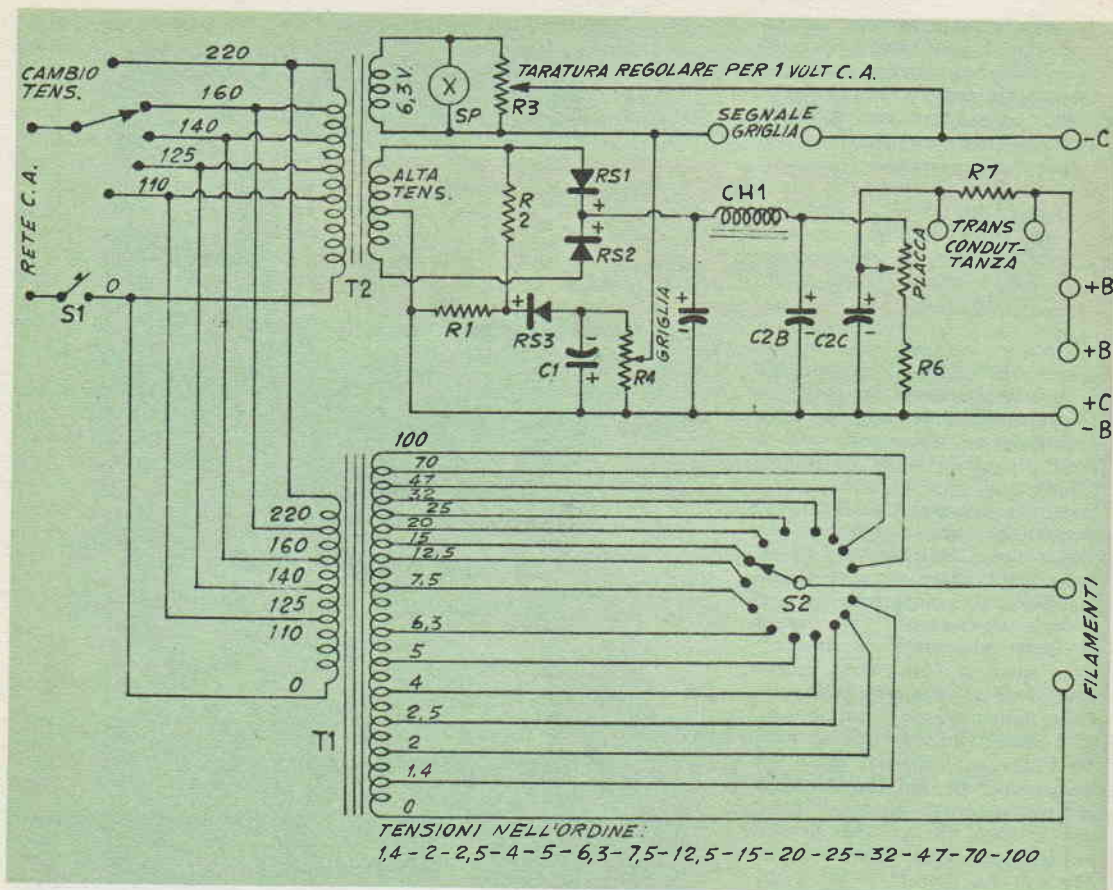 CAMBIO
TENS.
220
160
140
125
110
RETE C.A.
S1
0
T2
6,3 V.
X
SP
R3
TARATURA REGOLARE PER 1 VOLT C.A.
SEGNALE
GRIGLIA
-C
ALTA
TENS.
R
2
RS1
+
+
RS2
CH1
R7
TRANS
CONDUT-
TANZA
PLACCA
+B
+B
+C
-B
R1
+
RS3
C1
-
+
R4
GRIGLIA
+
-
+
C2B
-
+
C2C
-
R6
220
160
140
125
110
0
T1
100
70
47
32
25
20
15
12,5
7,5
6,3
5
4
2,5
2
1,4
0
S2
FILAMENTI
TENSIONI NELL'ORDINE:
1,4-2-2,5-4-5-6,3-7,5-12,5-15-20-25-32-47-70-100